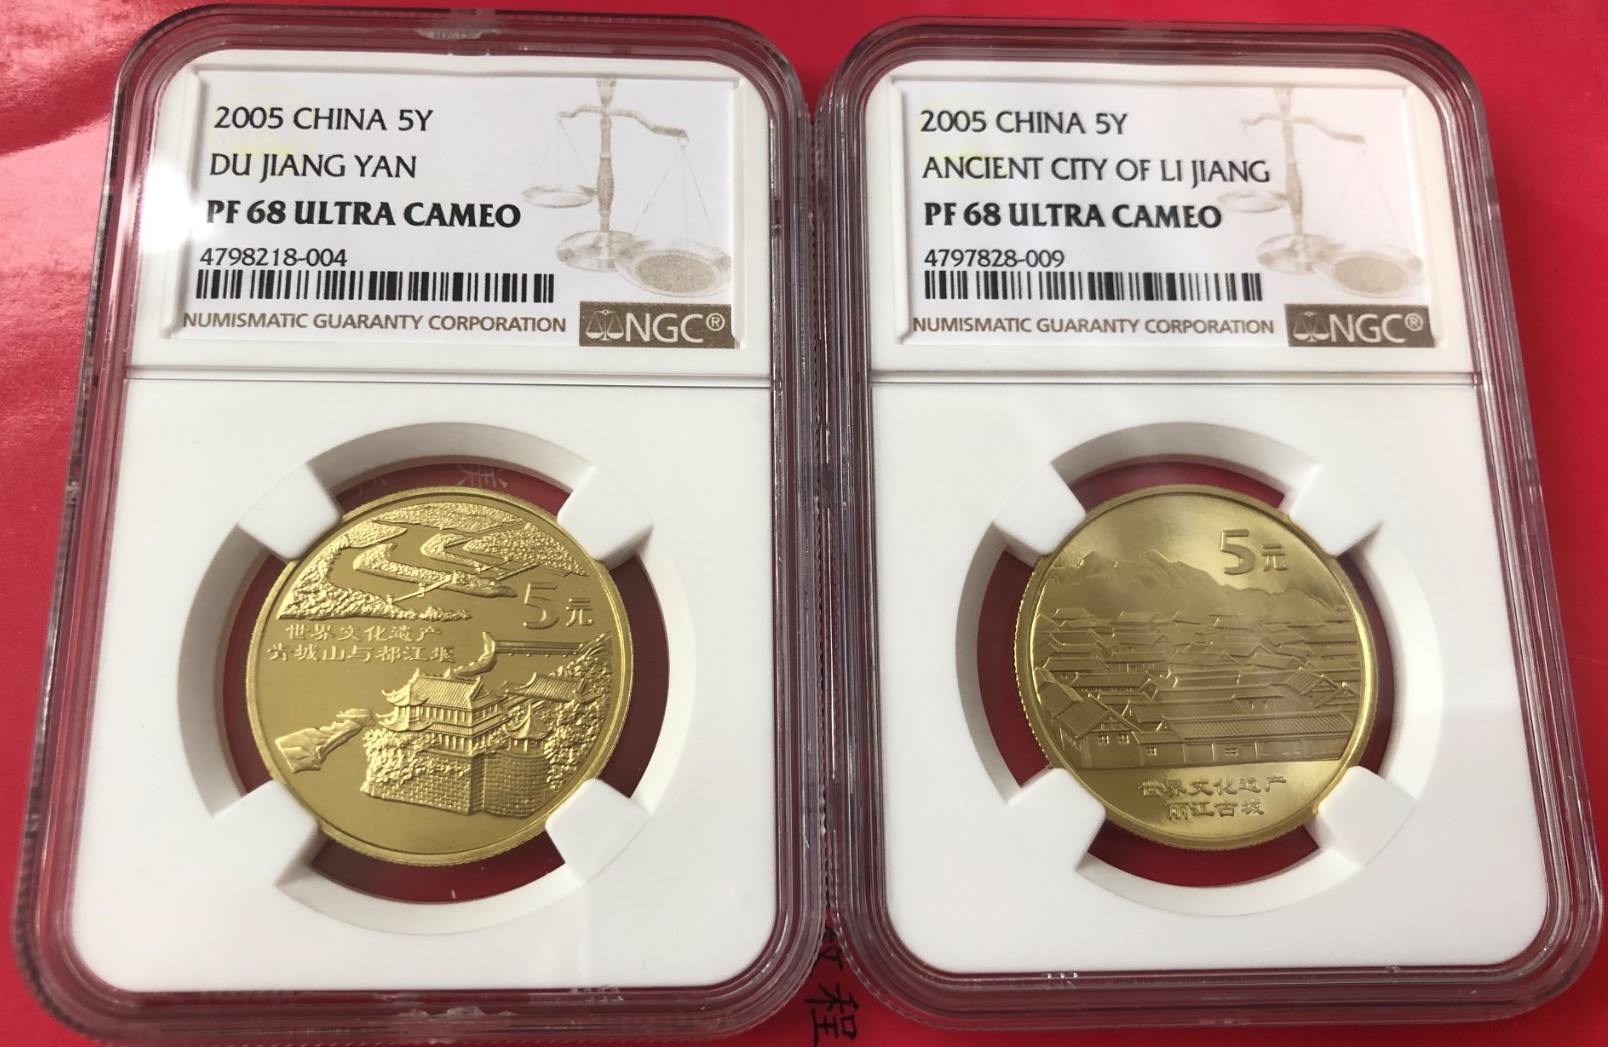 2005 CHINA 5Y
DU JIANG YAN
PF 68 ULTRA CAMEO
4798218-004
NUMISMATIC GUARANTY CORPORATION
NGC®
5元
世界文化遗产
青城山与都江堰
2005 CHINA 5Y
ANCIENT CITY OF LI JIANG
PF 68 ULTRA CAMEO
4797828-009
NUMISMATIC GUARANTY CORPORATION
NGC®
5元
世界文化遗产
丽江古城
程